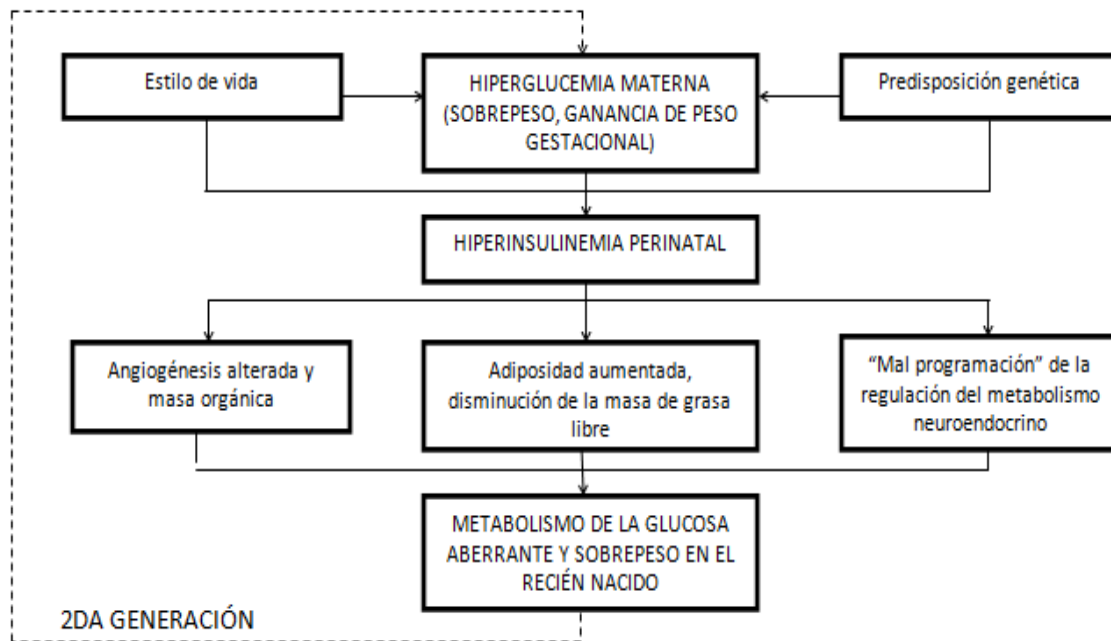 Estilo de vida
HIPERGLUCEMIA MATERNA
(SOBREPESO, GANANCIA DE PESO
GESTACIONAL)
Predisposición genética
HIPERINSULINEMIA PERINATAL
Angiogénesis alterada y
masa orgánica
Adiposidad aumentada,
disminución de la masa de grasa
libre
“Mal programación” de la
regulación del metabolismo
neuroendocrino
METABOLISMO DE LA GLUCOSA
ABERRANTE Y SOBREPESO EN EL
RECIÉN NACIDO
2DA GENERACIÓN